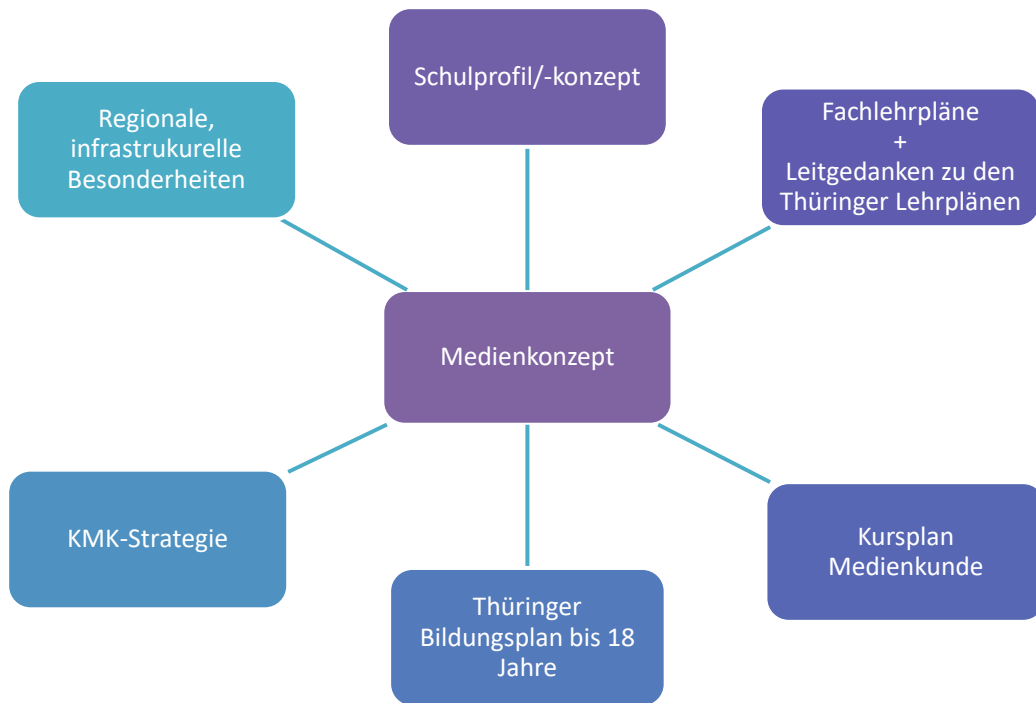 Schulprofil/-konzept
Fachlehrpläne
+
Leitgedanken zu den
Thüringer Lehrplänen
Kursplan
Medienkunde
Thüringer
Bildungsplan bis 18
Jahre
KMK-Strategie
Regionale,
infrastrukurelle
Besonderheiten
Medienkonzept